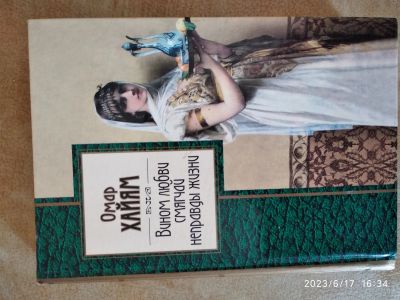 Омар
ХАЙЯМ
Вином любви
смягчай
неправды жизни
2023/6/17 16:34